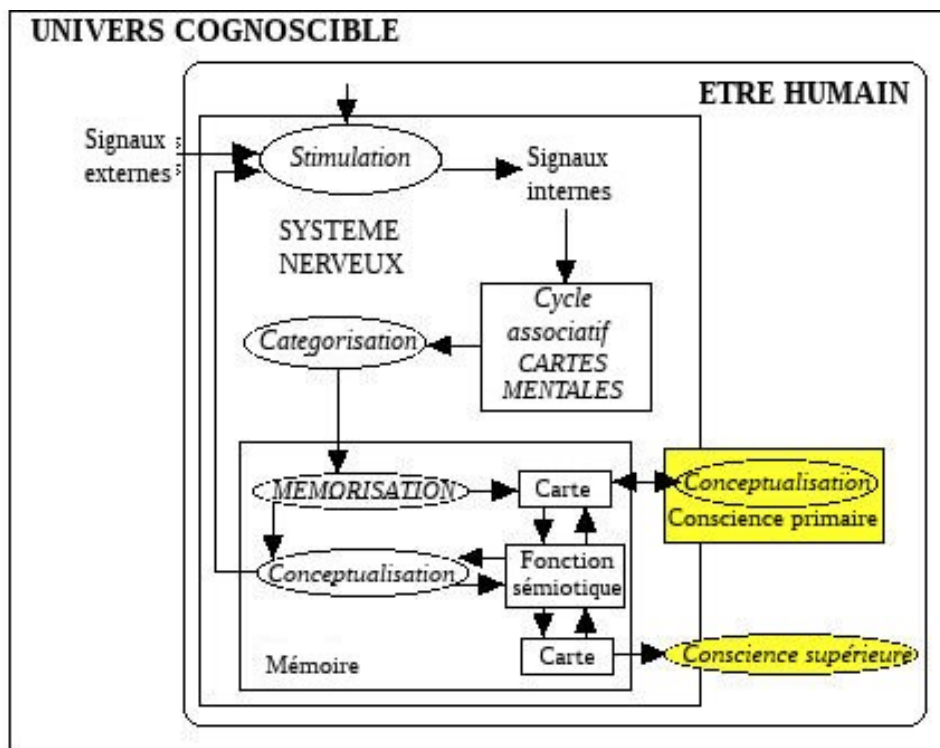 UNIVERS COGNOSCIBLE
ETRE HUMAIN
Signaux
externes
Stimulation
Signaux
internes
SYSTEME
NERVEUX
Cycle
associatif
CARTES
MENTALES
Categorisation
MEMORISATION
Carte
Conceptualisation
Conscience primaire
Conceptualisation
Fonction
sémiotique
Mémoire
Carte
Conscience supérieure